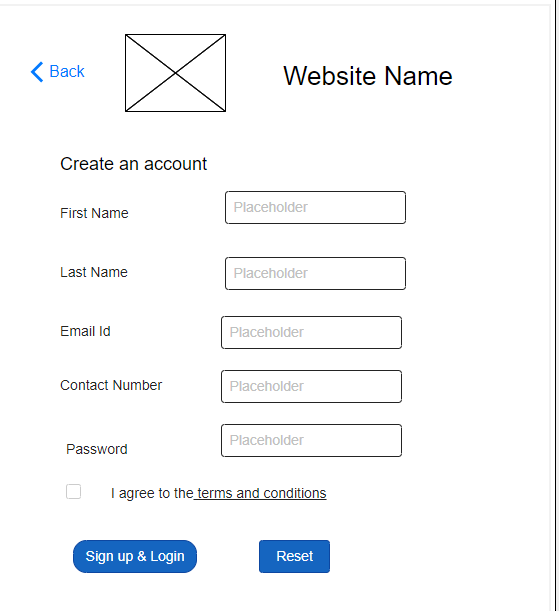 Back
Website Name
Create an account
First Name
Placeholder
Last Name
Placeholder
Email Id
Placeholder
Contact Number
Placeholder
Password
Placeholder
I agree to the terms and conditions
Sign up & Login
Reset